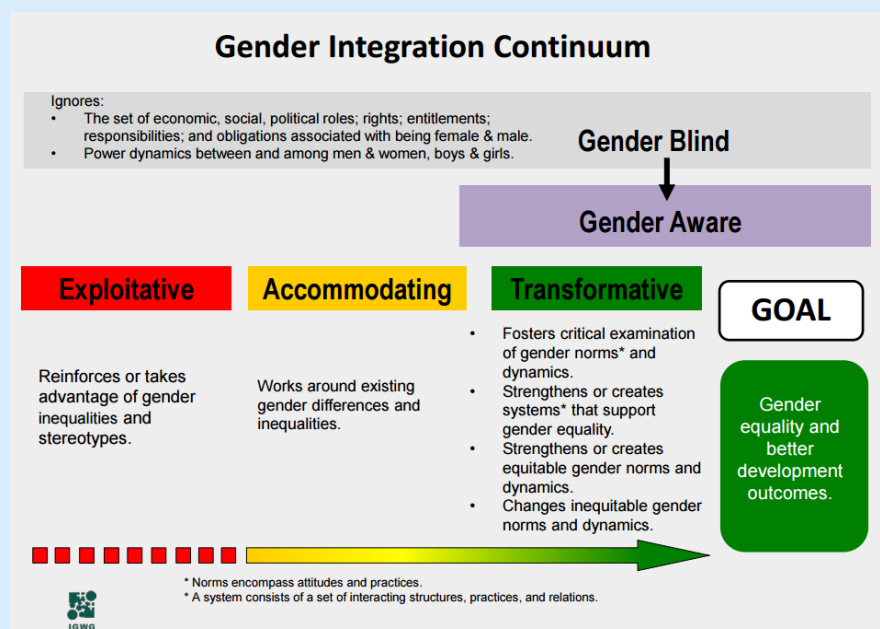 Gender Integration Continuum
Ignores:
• The set of economic, social, political roles; rights; entitlements;
responsibilities; and obligations associated with being female & male.
• Power dynamics between and among men & women, boys & girls.
Gender Blind
Gender Aware
Exploitative
Reinforces or takes
advantage of gender
inequalities and
stereotypes.
Accommodating
Works around existing
gender differences and
inequalities.
Transformative
• Fosters critical examination
of gender norms* and
dynamics.
• Strengthens or creates
systems* that support
gender equality.
• Strengthens or creates
equitable gender norms and
dynamics.
• Changes inequitable gender
norms and dynamics.
GOAL
Gender
equality and
better
development
outcomes.
* Norms encompass attitudes and practices.
* A system consists of a set of interacting structures, practices, and relations.
IGWG